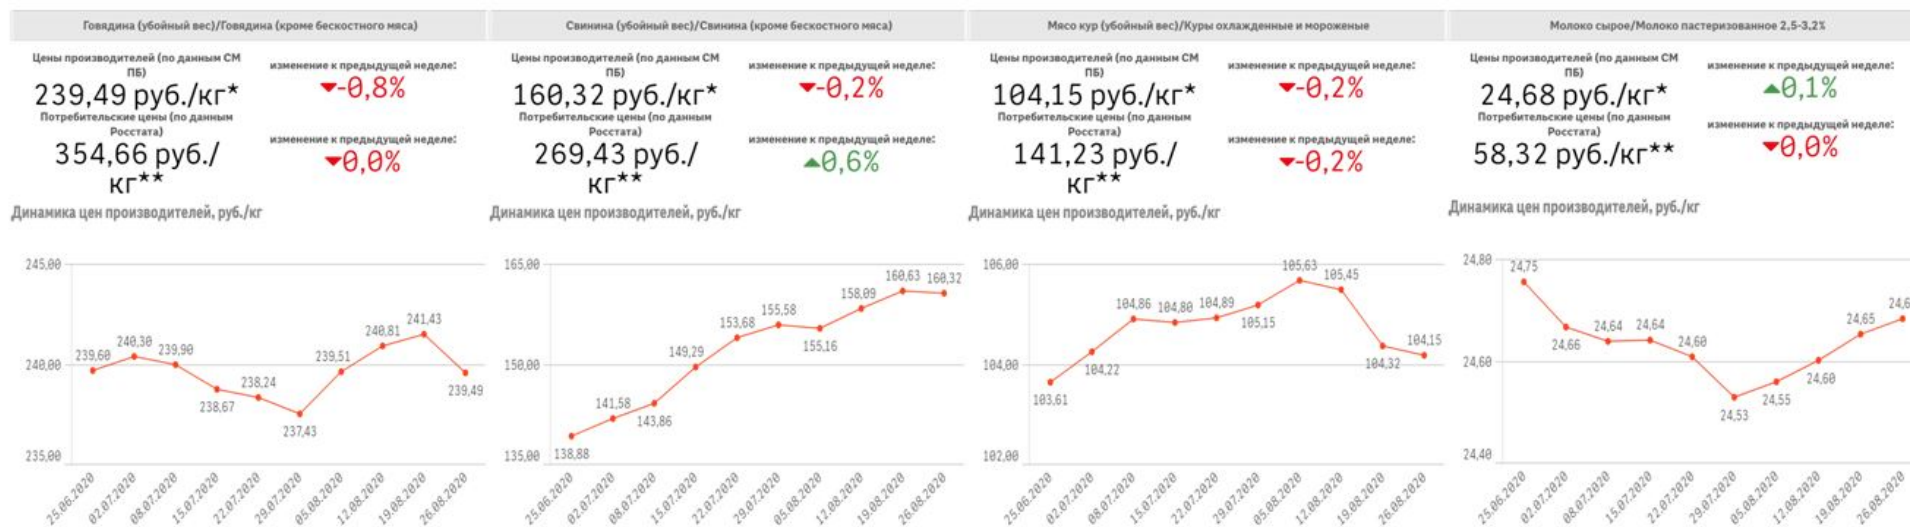 Говядина (убойный вес)/Говядина (кроме бескостного мяса)
Цены производителей (по данным СМ
ПБ)
239,49 руб./кг*
изменение к предыдущей неделе:
-0,8%
Потребительские цены (по данным
Росстата)
354,66 руб./
кг**
изменение к предыдущей неделе:
0,0%
Динамика цен производителей, руб./кг
245,00
240,00
235,00
239,60
240,30
239,90
238,67
238,24
237,43
239,51
240,81
241,43
239,49
25.06.2020
02.07.2020
08.07.2020
15.07.2020
22.07.2020
29.07.2020
05.08.2020
12.08.2020
19.08.2020
26.08.2020
Свинина (убойный вес)/Свинина (кроме бескостного мяса)
Цены производителей (по данным СМ
ПБ)
160,32 руб./кг*
изменение к предыдущей неделе:
-0,2%
Потребительские цены (по данным
Росстата)
269,43 руб./
кг**
изменение к предыдущей неделе:
0,6%
Динамика цен производителей, руб./кг
165,00
150,00
135,00
138,88
141,58
143,86
149,29
153,68
155,58
155,16
158,09
160,63
160,32
25.06.2020
02.07.2020
08.07.2020
15.07.2020
22.07.2020
29.07.2020
05.08.2020
12.08.2020
19.08.2020
26.08.2020
Мясо кур (убойный вес)/Куры охлажденные и мороженые
Цены производителей (по данным СМ
ПБ)
104,15 руб./кг*
изменение к предыдущей неделе:
-0,2%
Потребительские цены (по данным
Росстата)
141,23 руб./
кг**
изменение к предыдущей неделе:
-0,2%
Динамика цен производителей, руб./кг
106,00
104,00
102,00
103,61
104,22
104,86
104,80
104,89
105,15
105,63
105,45
104,32
104,15
25.06.2020
02.07.2020
08.07.2020
15.07.2020
22.07.2020
29.07.2020
05.08.2020
12.08.2020
19.08.2020
26.08.2020
Молоко сырое/Молоко пастеризованное 2,5-3,2%
Цены производителей (по данным СМ
ПБ)
24,68 руб./кг*
изменение к предыдущей неделе:
0,1%
Потребительские цены (по данным
Росстата)
58,32 руб./кг**
изменение к предыдущей неделе:
0,0%
Динамика цен производителей, руб./кг
24,80
24,60
24,40
24,75
24,66
24,64
24,64
24,60
24,53
24,55
24,60
24,65
25.06.2020
02.07.2020
08.07.2020
15.07.2020
22.07.2020
29.07.2020
05.08.2020
12.08.2020
19.08.2020
26.08.2020